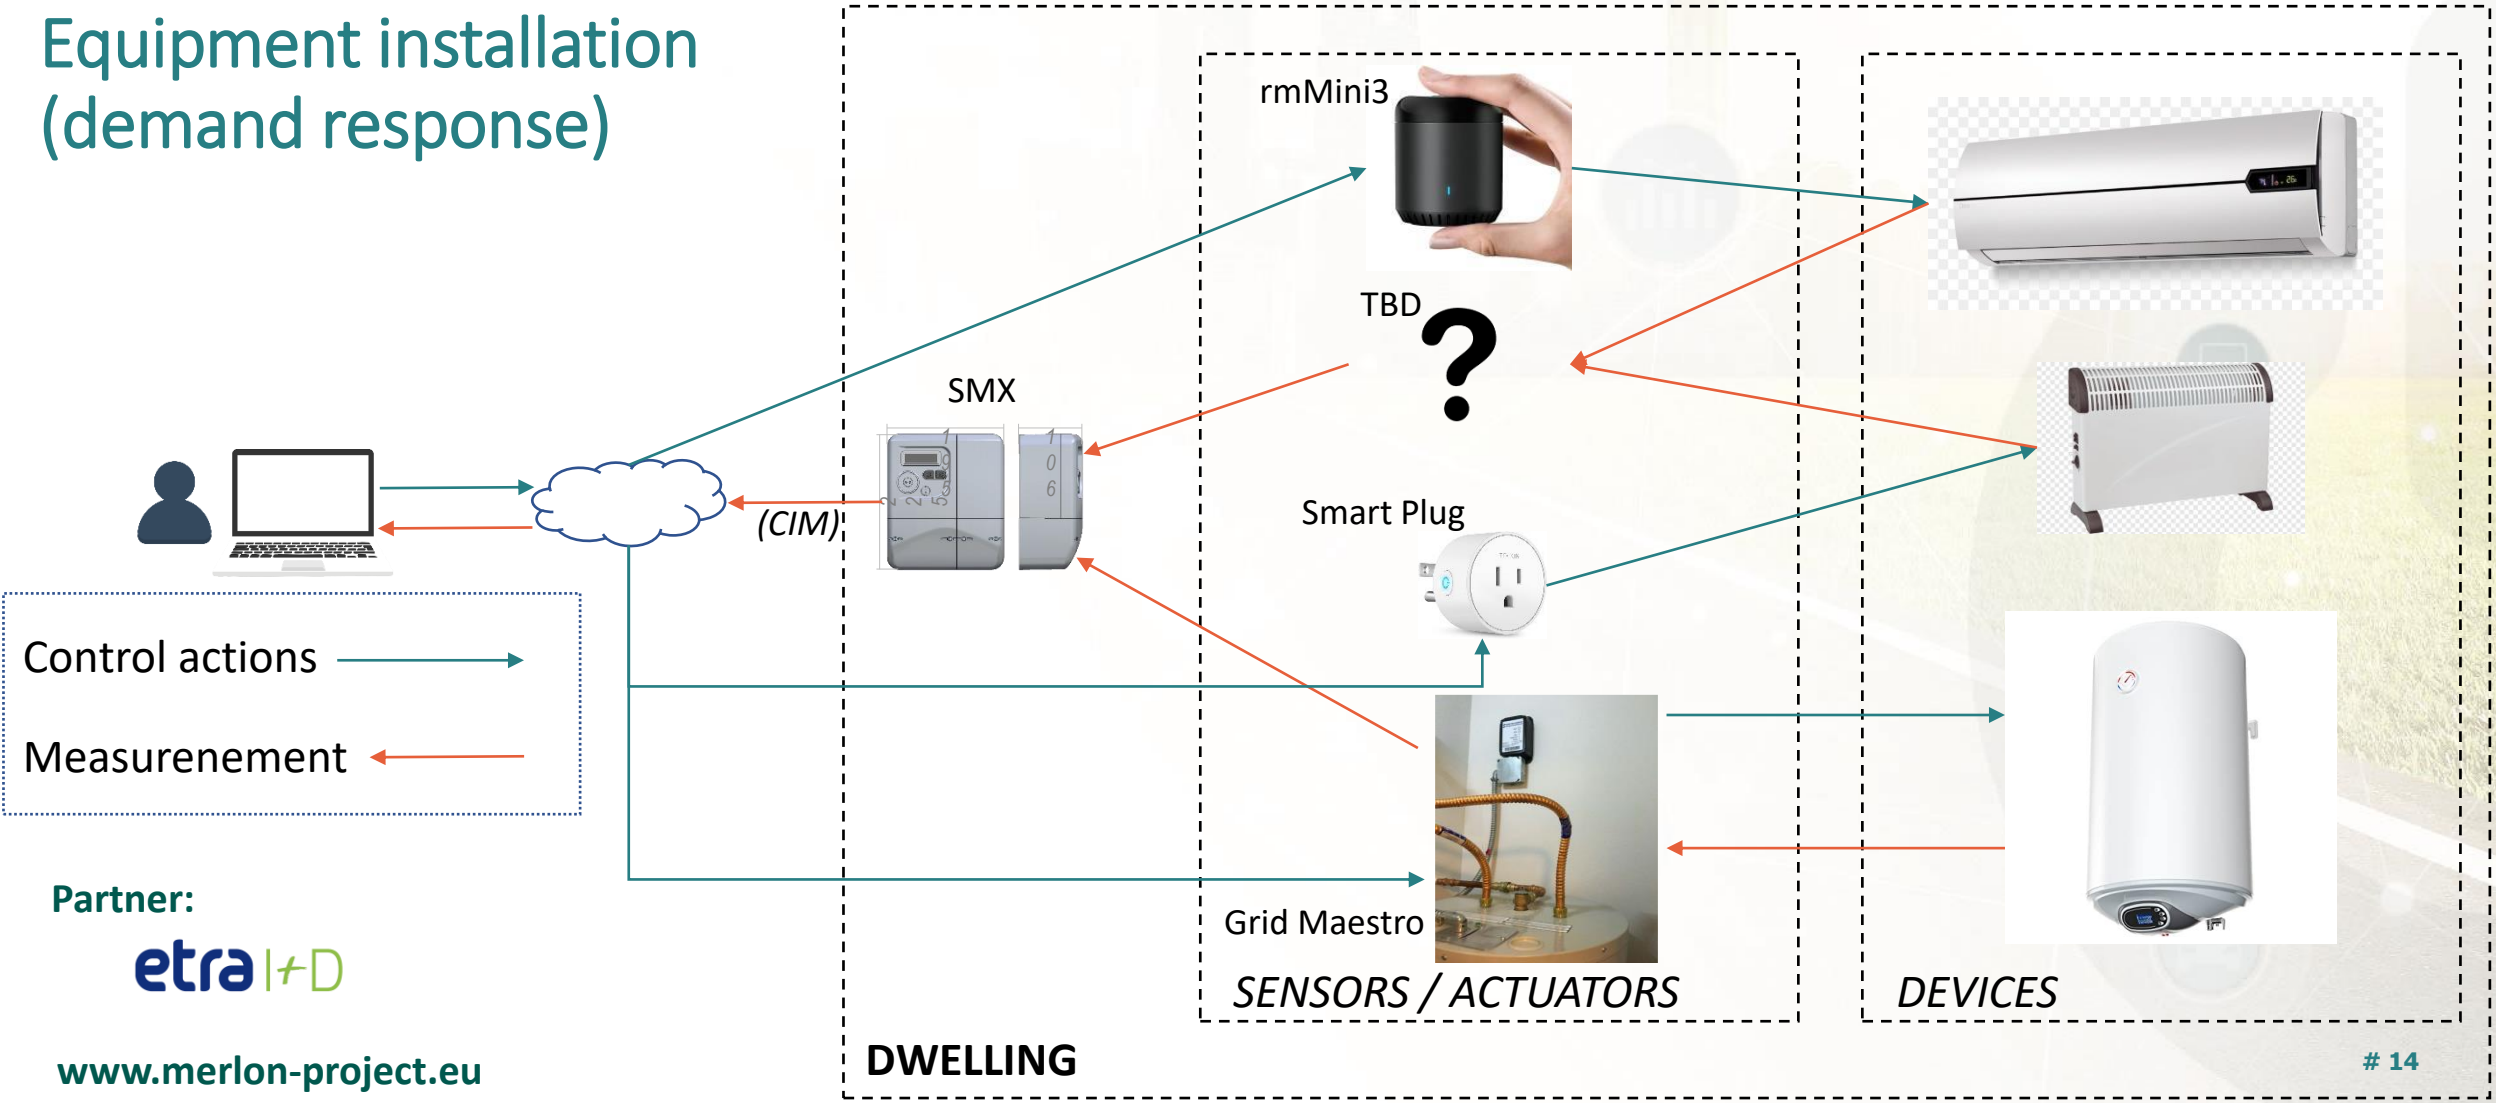 Equipment installation
(demand response)
rmMini3
TBD
SMX
(CIM)
Smart Plug
Control actions
Measurenement
Grid Maestro
SENSORS / ACTUATORS
DEVICES
Partner:
etra I+D
DWELLING
www.merlon-project.eu
# 14